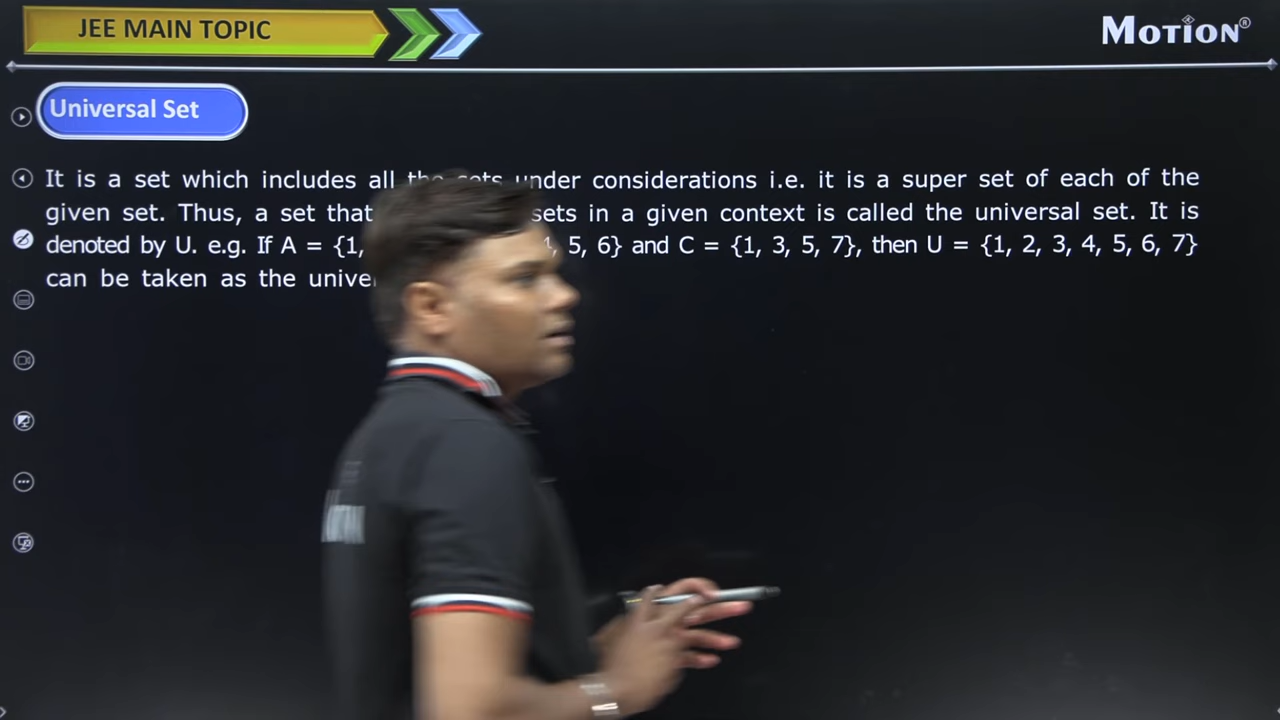 JEE MAIN TOPIC
MOTION®
Universal Set
It is a set which includes all the sets under considerations i.e. it is a super set of each of the
given set. Thus, a set that sets in a given context is called the universal set. It is
denoted by U. e.g. If A = {1, 5, 6} and C = {1, 3, 5, 7}, then U = {1, 2, 3, 4, 5, 6, 7}
can be taken as the